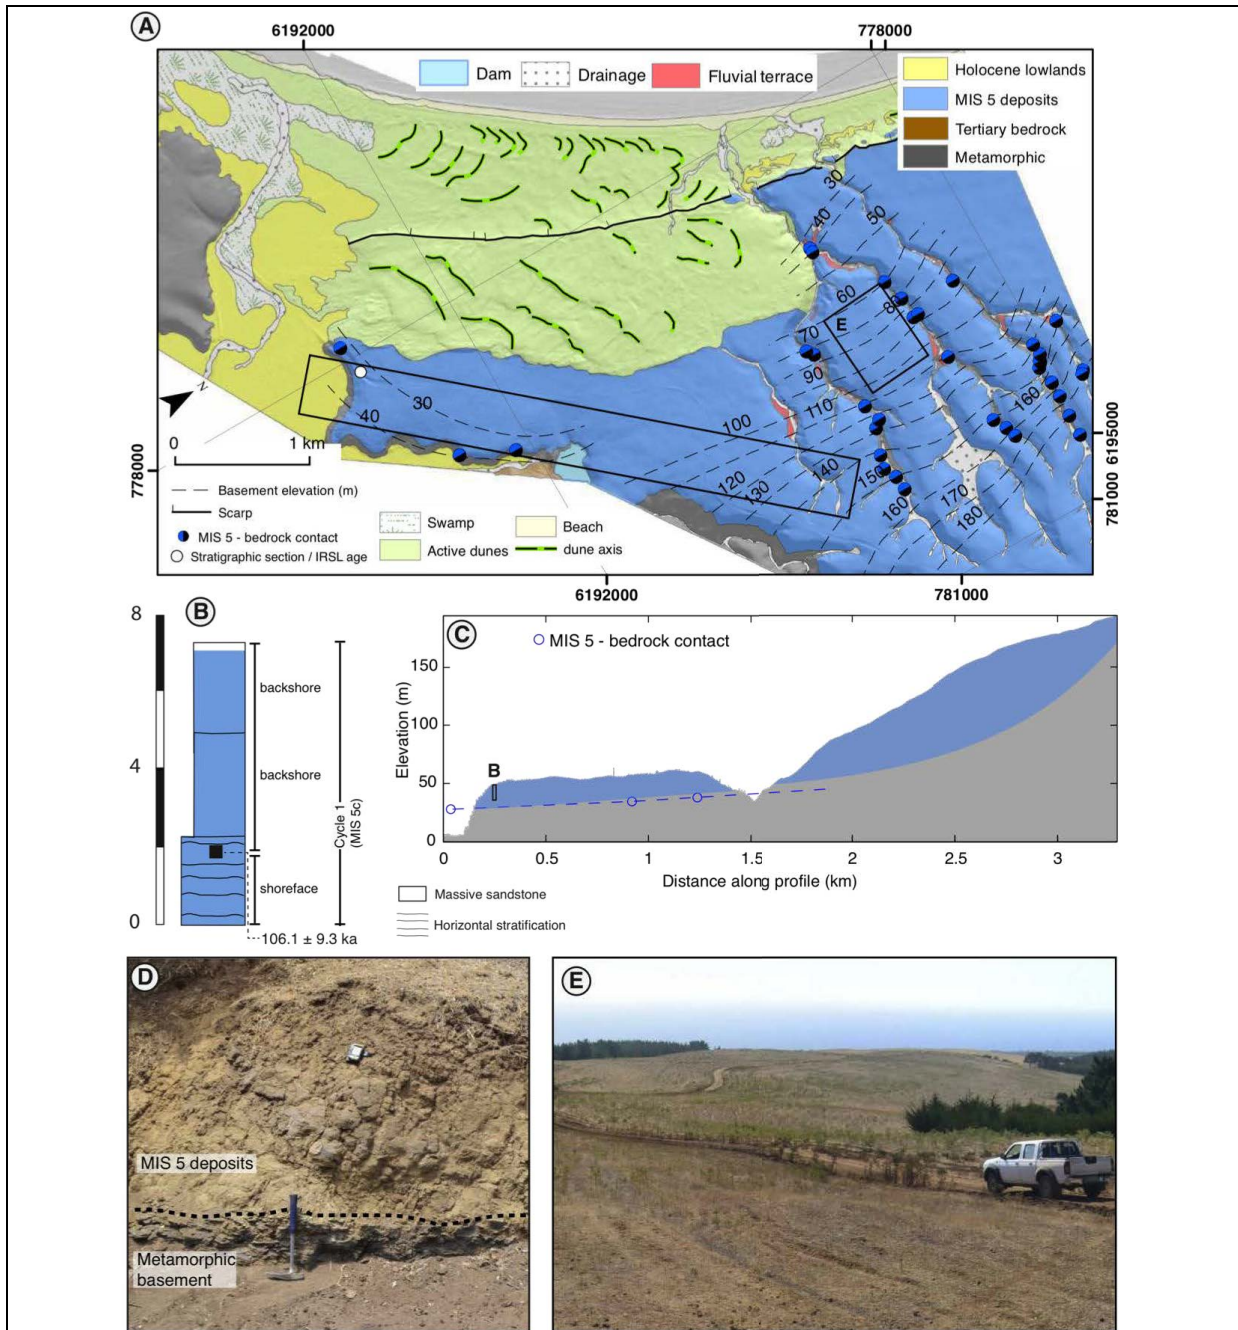 A
6192000
778000
Dam
Drainage
Fluvial terrace
Holocene lowlands
MIS 5 deposits
Tertiary bedrock
Metamorphic
30
40
50
60
80
E
70
90
30
40
100
110
160
120
130
140
150
160
170
180
N
0
1 km
778000
6195000
781000
Basement elevation (m)
Scarp
MIS 5 - bedrock contact
Stratigraphic section / IRSL age
Swamp
Active dunes
Beach
dune axis
6192000
781000
B
8
4
0
backshore
backshore
shoreface
Cycle 1
(MIS 5c)
106.1 ± 9.3 ka
Massive sandstone
Horizontal stratification
C
MIS 5 - bedrock contact
Elevation (m)
150
100
50
0
B
0
0.5
1
1.5
2
2.5
3
Distance along profile (km)
D
MIS 5 deposits
Metamorphic
basement
E